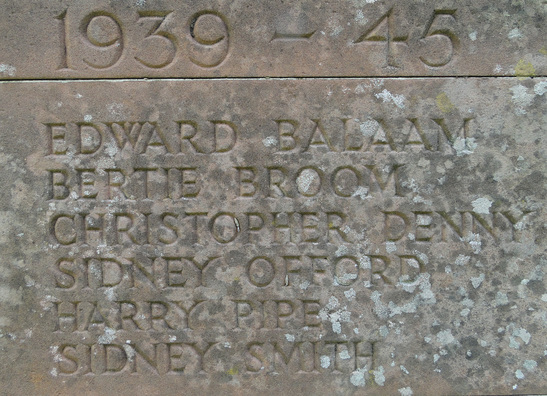 1939 - 45
EDWARD BALAAM
BERTIE BROOM
CHRISTOPHER DENNY
SIDNEY OFFORD
HARRY PIPE
SIDNEY SMITH